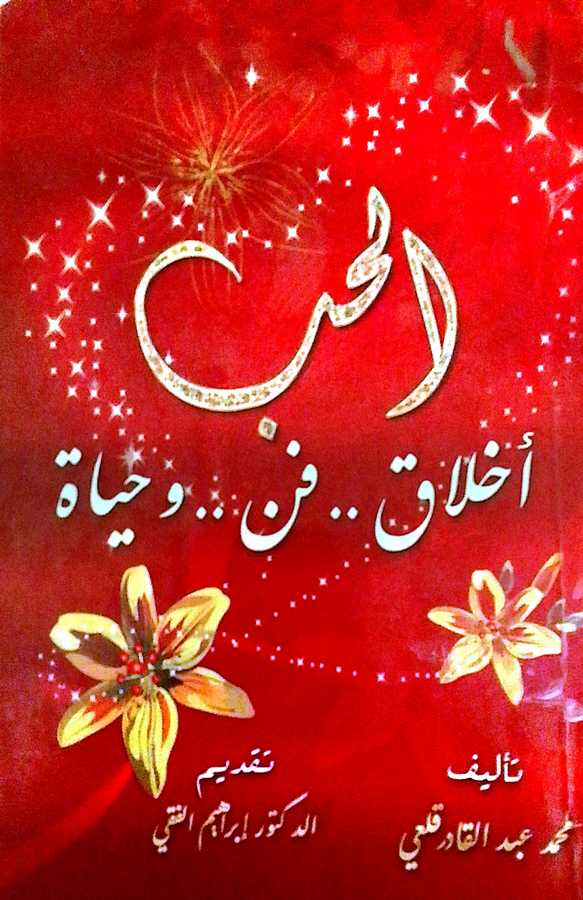 الحب
أخلاق .. فن .. وحياة
تأليف
محمد عبد القادر قلعي
تقديم
الدكتور إبراهيم الفقي